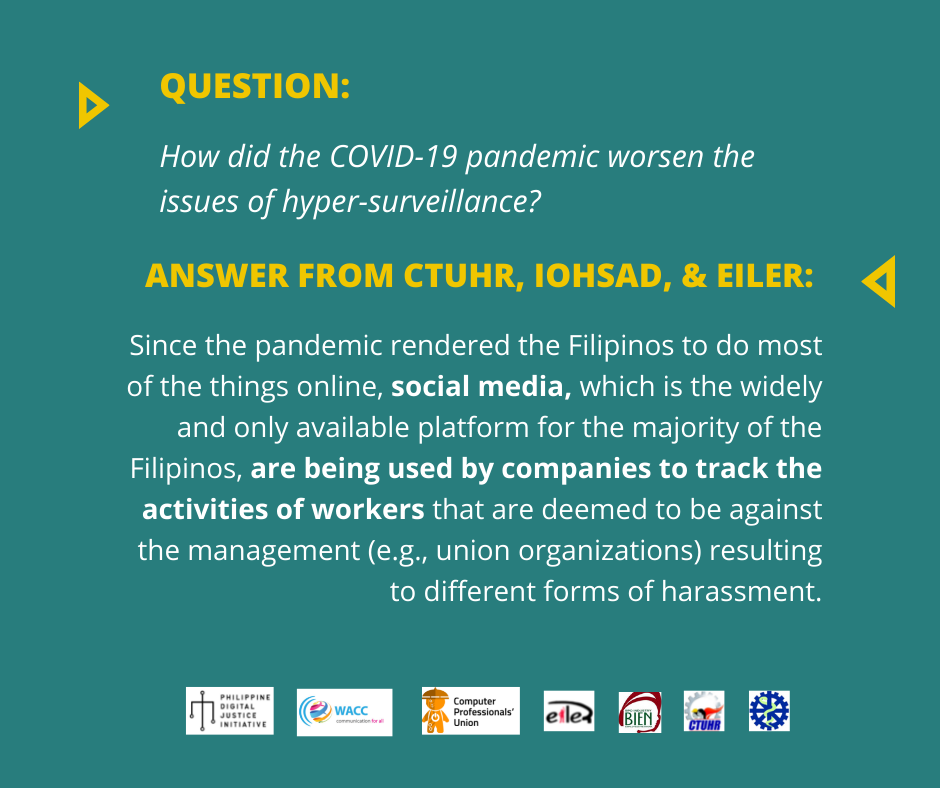 QUESTION:
How did the COVID-19 pandemic worsen the
issues of hyper-surveillance?
ANSWER FROM CTUHR, IOHSAD, & EILER:
Since the pandemic rendered the Filipinos to do most
of the things online, social media, which is the widely
and only available platform for the majority of the
Filipinos, are being used by companies to track the
activities of workers that are deemed to be against
the management (e.g., union organizations) resulting
to different forms of harassment.
PHILIPPINE
DIGITAL
JUSTICE
INITIATIVE
WACC
communication for all
Computer
Professionals'
Union
eiler
BIEN
CTUHR